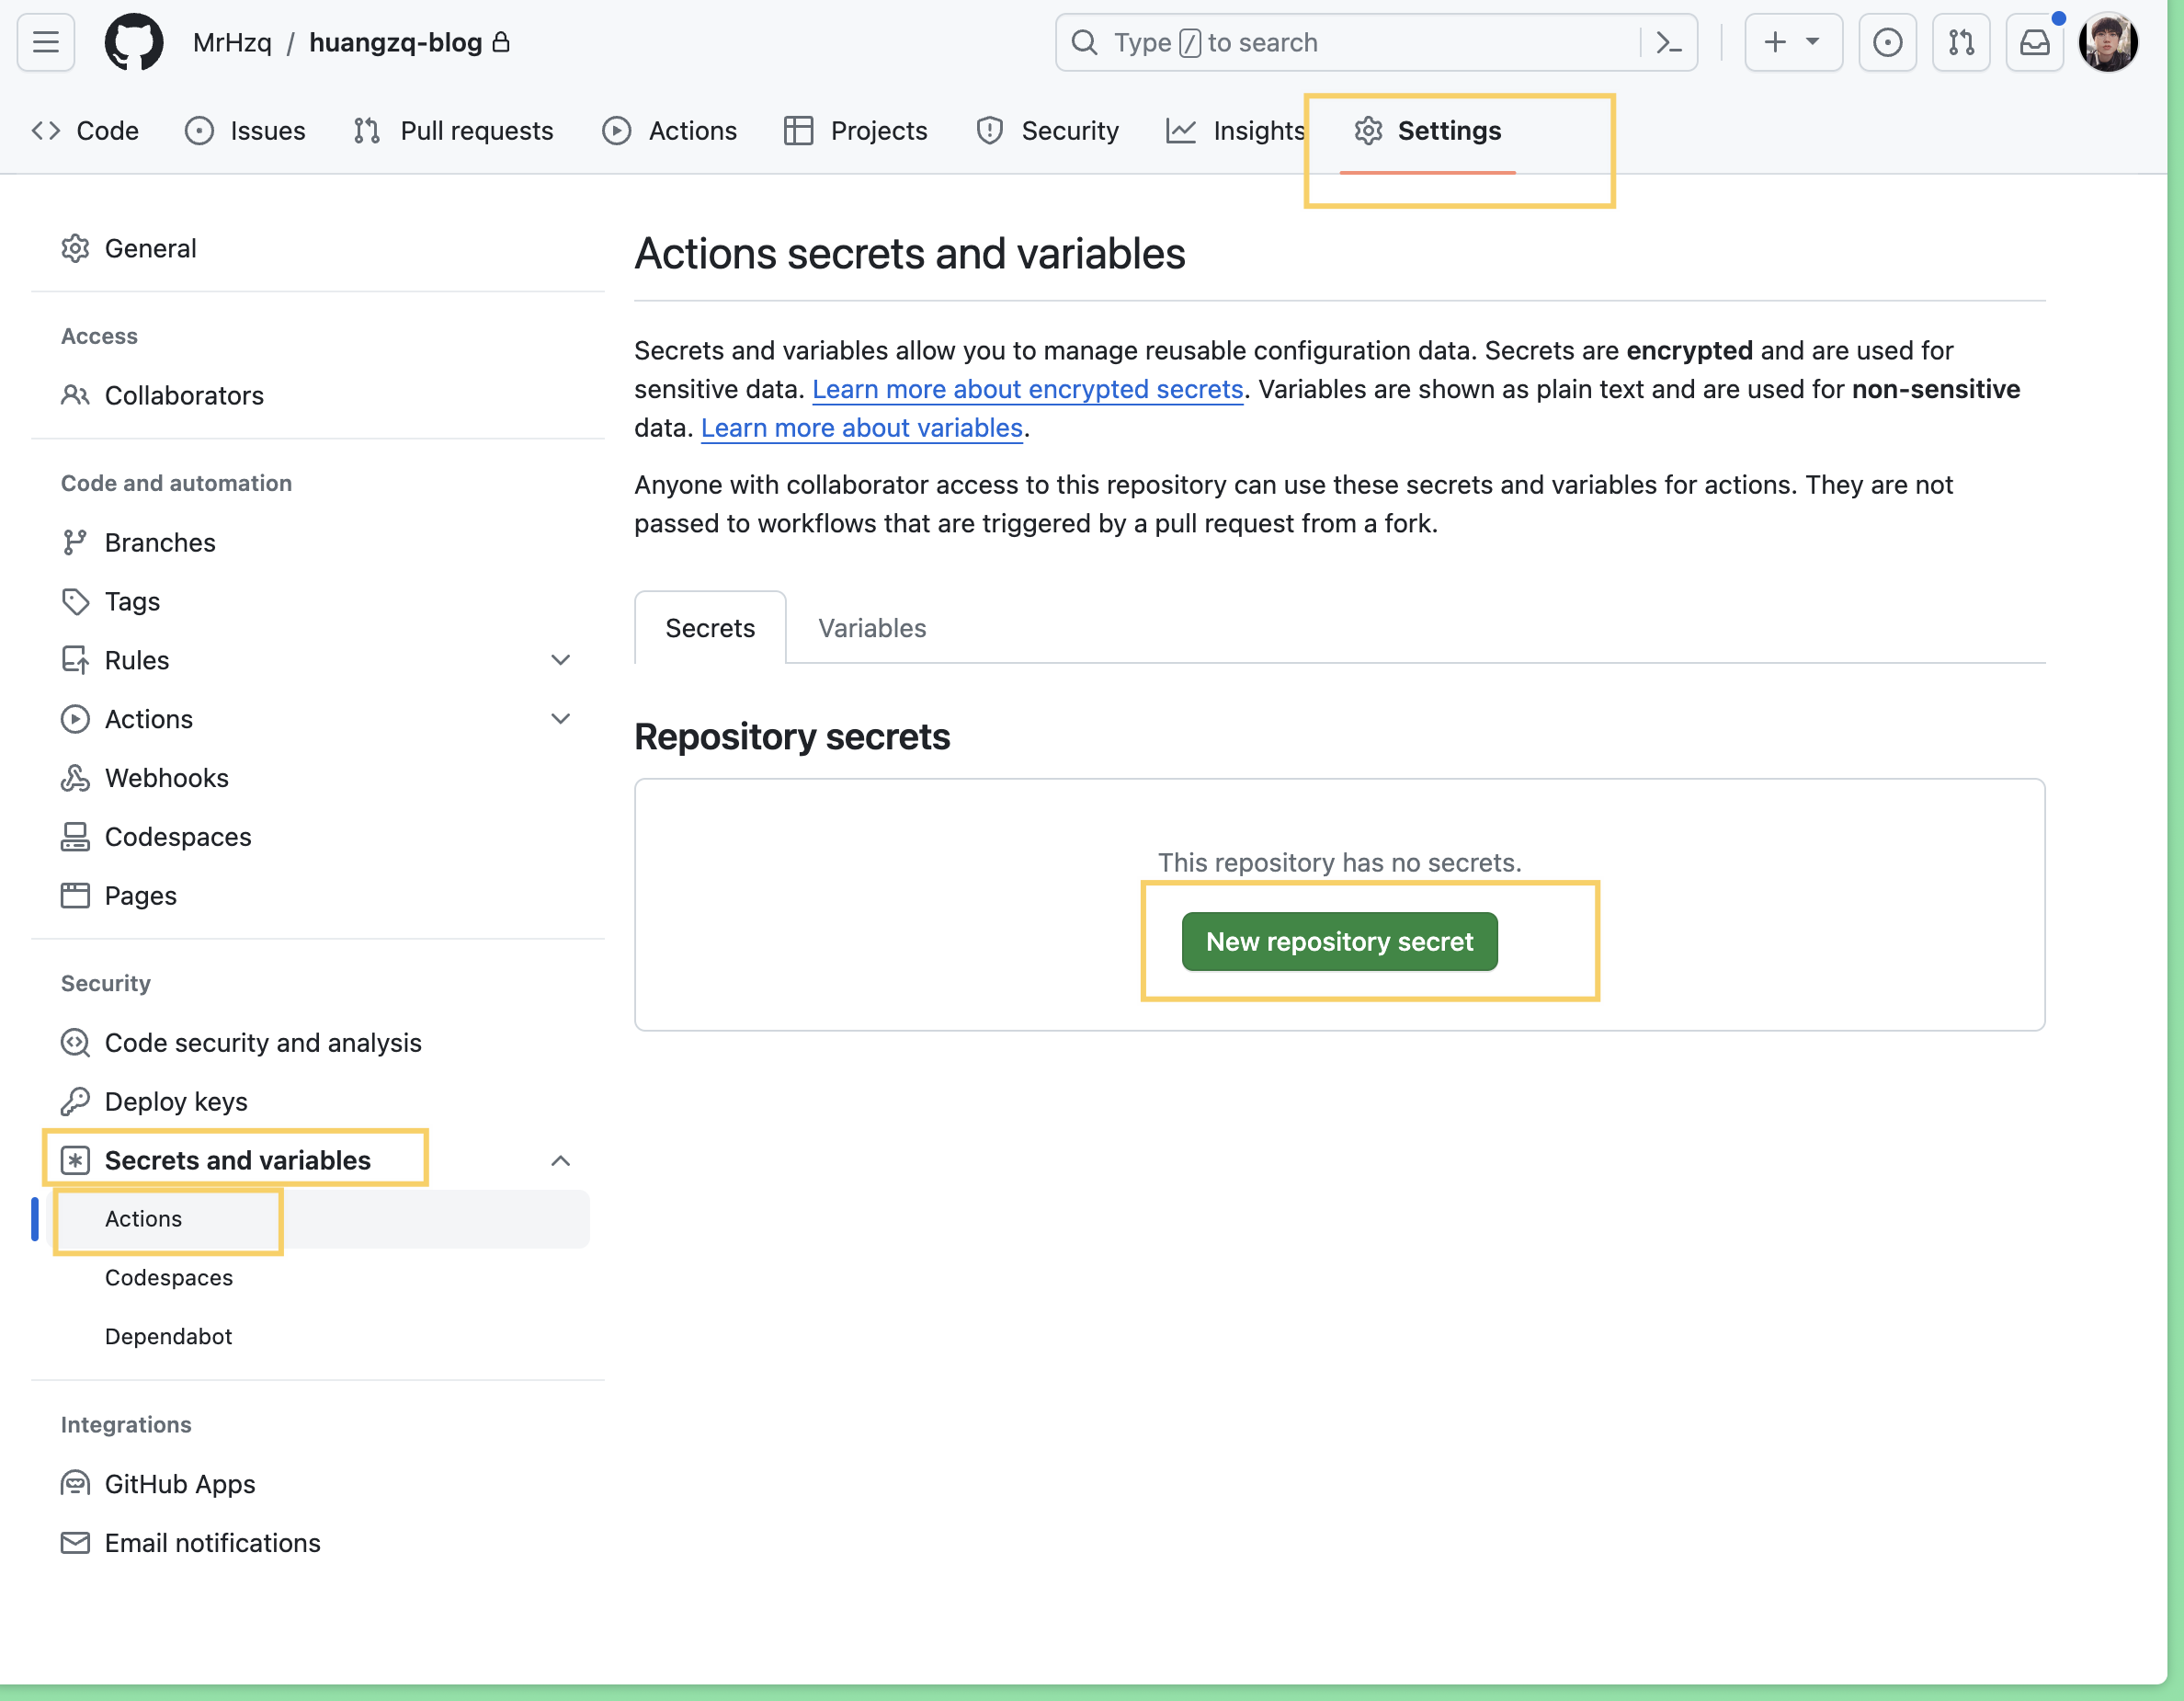 MrHzq / huangzq-blog
Type / to search
Code
Issues
Pull requests
Actions
Projects
Security
Insights
Settings
General
Access
Collaborators
Code and automation
Branches
Tags
Rules
Actions
Webhooks
Codespaces
Pages
Security
Code security and analysis
Deploy keys
Secrets and variables
Actions
Codespaces
Dependabot
Integrations
GitHub Apps
Email notifications
Actions secrets and variables
Secrets and variables allow you to manage reusable configuration data. Secrets are encrypted and are used for
sensitive data. Learn more about encrypted secrets. Variables are shown as plain text and are used for non-sensitive
data. Learn more about variables.
Anyone with collaborator access to this repository can use these secrets and variables for actions. They are not
passed to workflows that are triggered by a pull request from a fork.
Secrets
Variables
Repository secrets
This repository has no secrets.
New repository secret